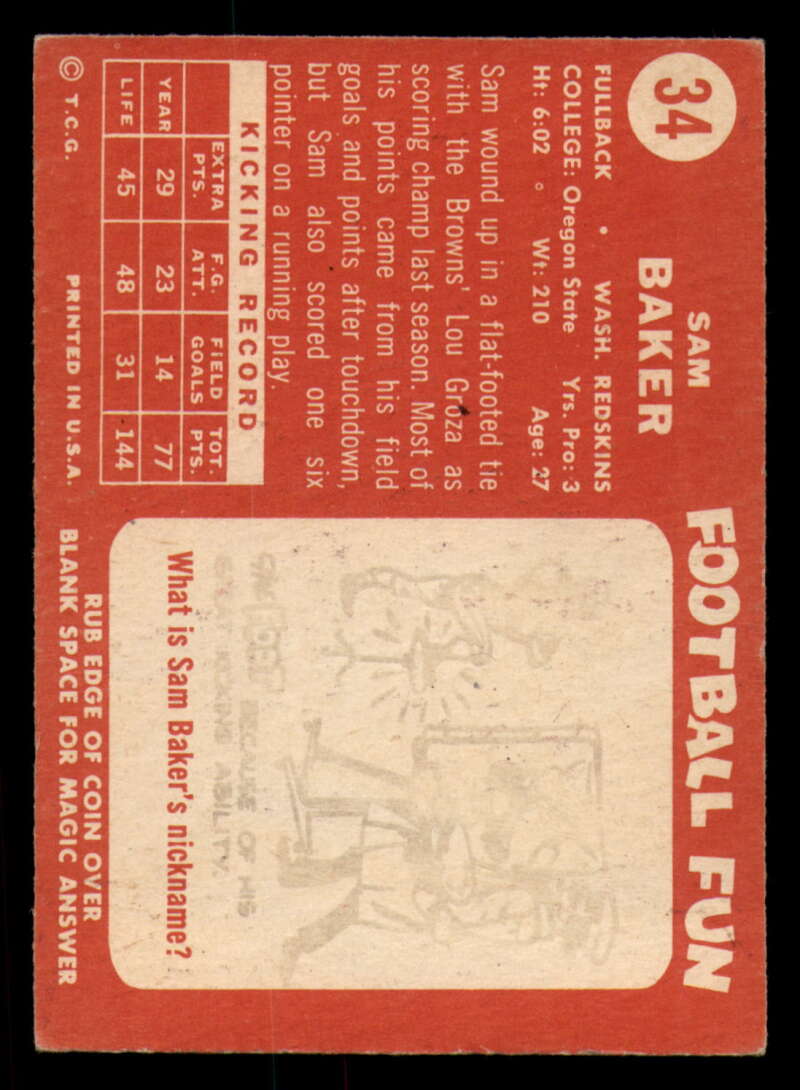 34
SAM
BAKER
FULLBACK • WASH. REDSKINS
COLLEGE: Oregon State Yrs. Pro: 3
Ht: 6:02 ° Wt: 210 Age: 27
Sam wound up in a flat-footed tie
with the Browns' Lou Groza as
scoring champ last season. Most of
his points came from his field
goals and points after touchdown,
but Sam also scored one six
pointer on a running play.
KICKING RECORD
EXTRA PTS. F.G. ATT. FIELD GOALS TOT. PTS.
YEAR 29 23 14 77
LIFE 45 48 31 144
© T.C.G. PRINTED IN U.S.A.
FOOTBALL FUN
BECAUSE OF HIS
KICKING ABILITY.
What is Sam Baker's nickname?
RUB EDGE OF COIN OVER
BLANK SPACE FOR MAGIC ANSWER